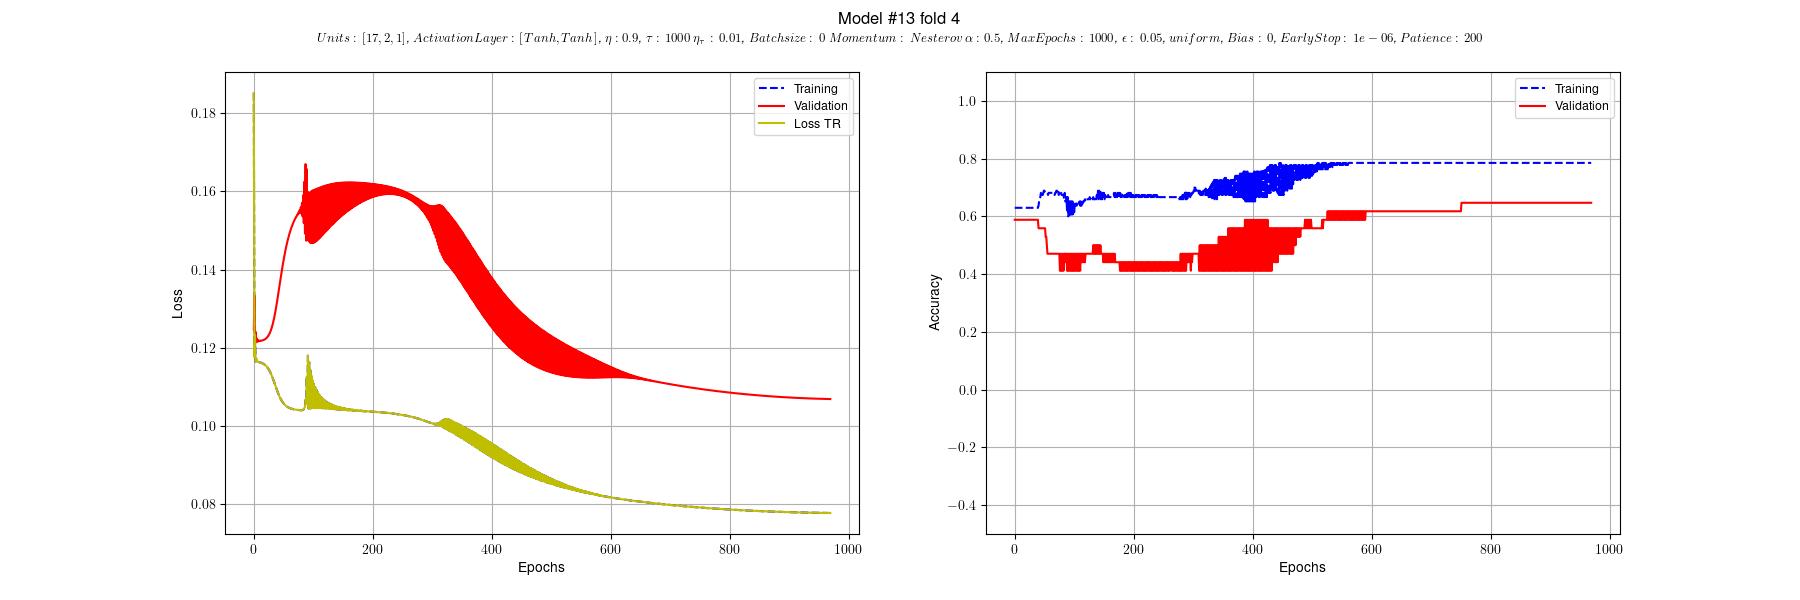 Model #13 fold 4
Units : [17, 2, 1], ActivationLayer : [Tanh, Tanh], η : 0.9, τ : 1000 ητ : 0.01, Batchsize : 0 Momentum : Nesterov α : 0.5, MaxEpochs : 1000, ϵ : 0.05, uniform, Bias : 0, EarlyStop : 1e − 06, Patience : 200
Training
Validation
Loss TR
0.18
0.16
0.14
0.12
0.10
0.08
Loss
0
200
400
600
800
1000
Epochs
Training
Validation
1.0
0.8
0.6
0.4
0.2
0.0
−0.2
−0.4
Accuracy
0
200
400
600
800
1000
Epochs